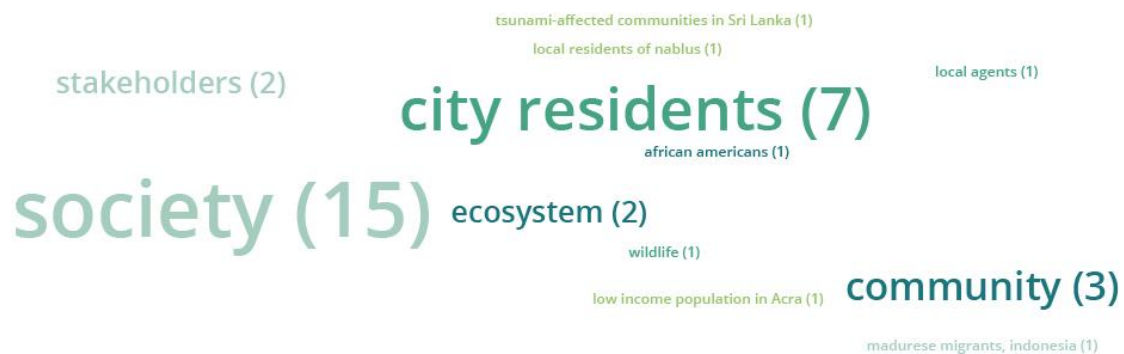 tsunami-affected communities in Sri Lanka (1)
local residents of nablus (1)
stakeholders (2)
local agents (1)
city residents (7)
african americans (1)
society (15)
ecosystem (2)
wildlife (1)
community (3)
low income population in Acra (1)
madurese migrants, indonesia (1)